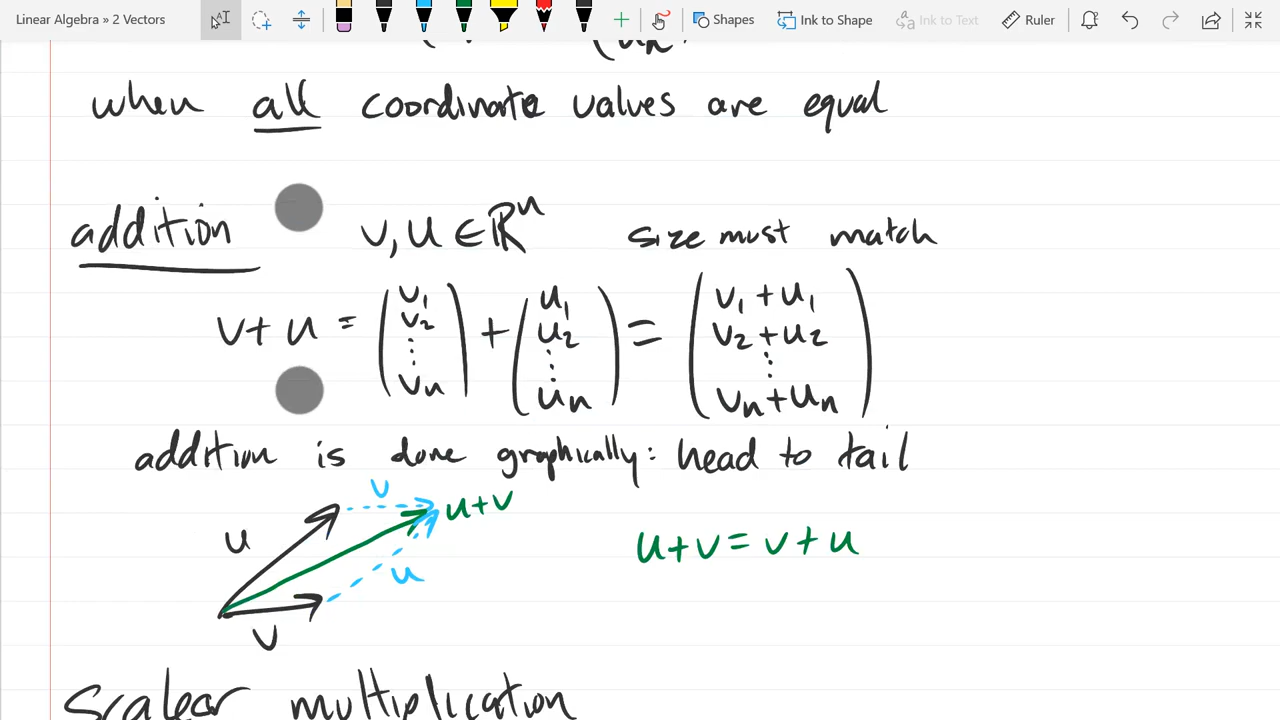 Linear Algebra » 2 Vectors
Shapes Ink to Shape Ink to Text Ruler
when all coordinate values are equal
addition v, u ∈ ℝⁿ size must match
v + u = (v₁ v₂ ⋮ vₙ) + (u₁ u₂ ⋮ uₙ) = (v₁ + u₁ v₂ + u₂ ⋮ vₙ + uₙ)
addition is done graphically: head to tail
v
u + v
u
u + v = v + u
u
v
Scalar multiplication